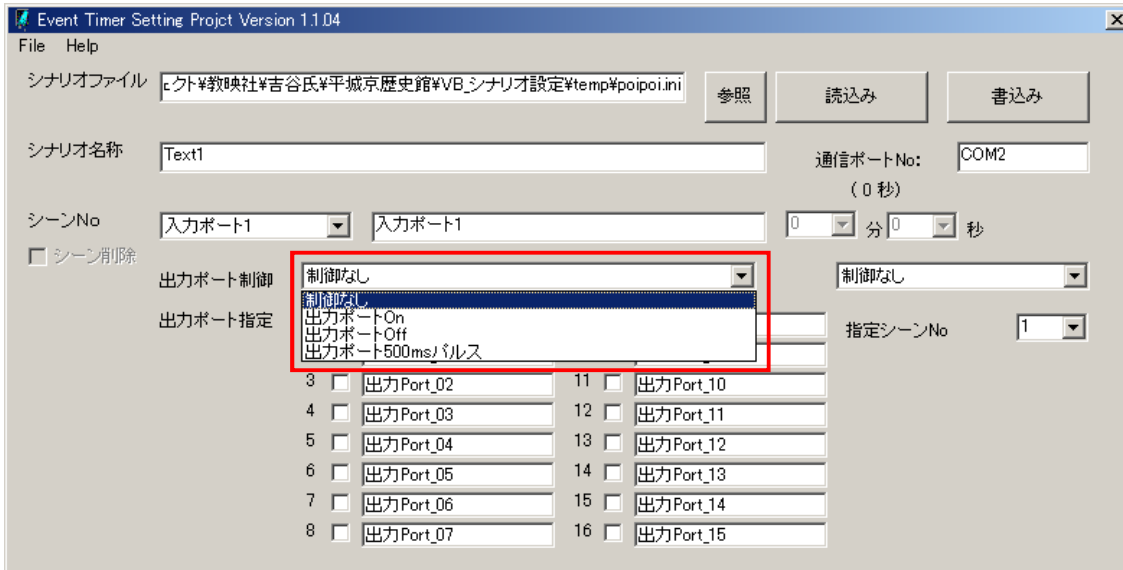 Event Timer Setting Projct Version 1.1.04
File Help
シナリオファイル ェクト¥教映社¥吉谷氏¥平城京歴史館¥VB_シナリオ設定¥temp¥poipoi.ini 参照 読込み 書込み
シナリオ名称 Text1 通信ポートNo: COM2
(0 秒)
シーンNo 入力ポート1 入力ポート1 0 分 0 秒
シーン削除
出力ポート制御 制御なし 制御なし
制御なし
出力ポート指定 出力ポートOn 指定シーンNo 1
出力ポートOff
出力ポート500msパルス
3 出力Port_02 11 出力Port_10
4 出力Port_03 12 出力Port_11
5 出力Port_04 13 出力Port_12
6 出力Port_05 14 出力Port_13
7 出力Port_06 15 出力Port_14
8 出力Port_07 16 出力Port_15